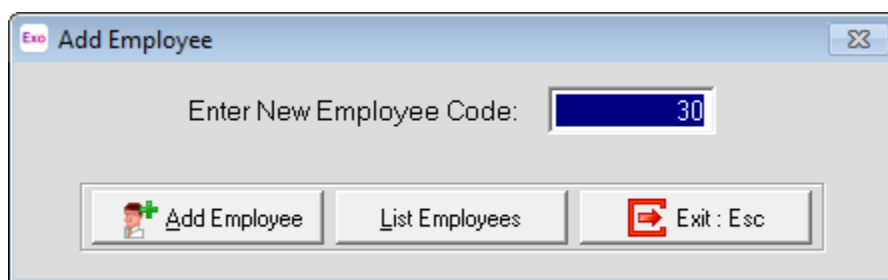 Exo Add Employee
Enter New Employee Code: 30
Add Employee List Employees Exit : Esc